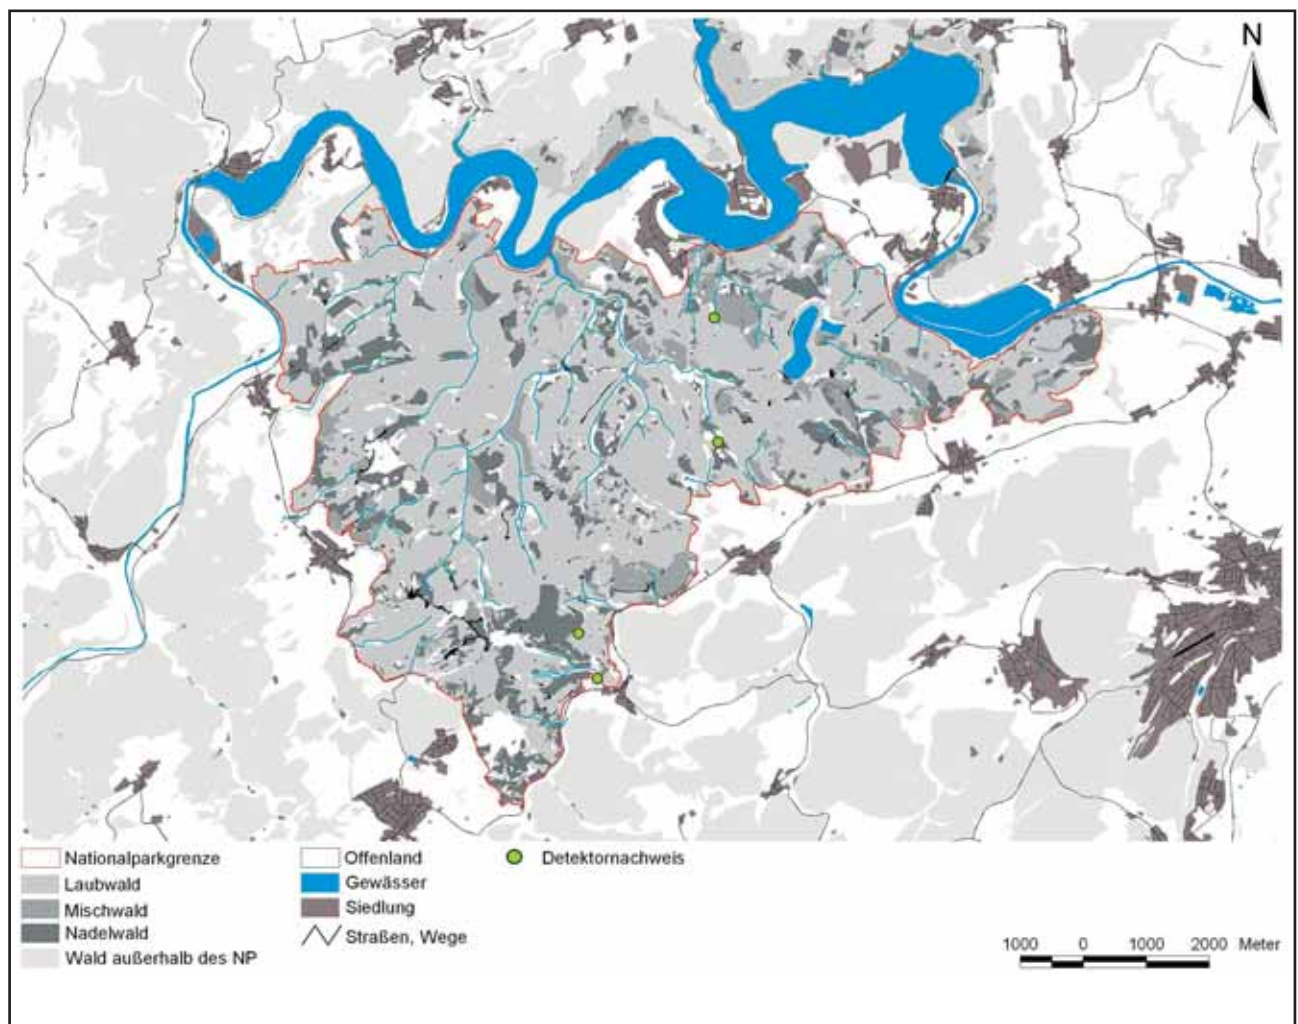 N
Nationalparkgrenze
Laubwald
Mischwald
Nadelwald
Wald außerhalb des NP
Offenland
Gewässer
Siedlung
Straßen, Wege
Detektornachweis
1000 0 1000 2000 Meter